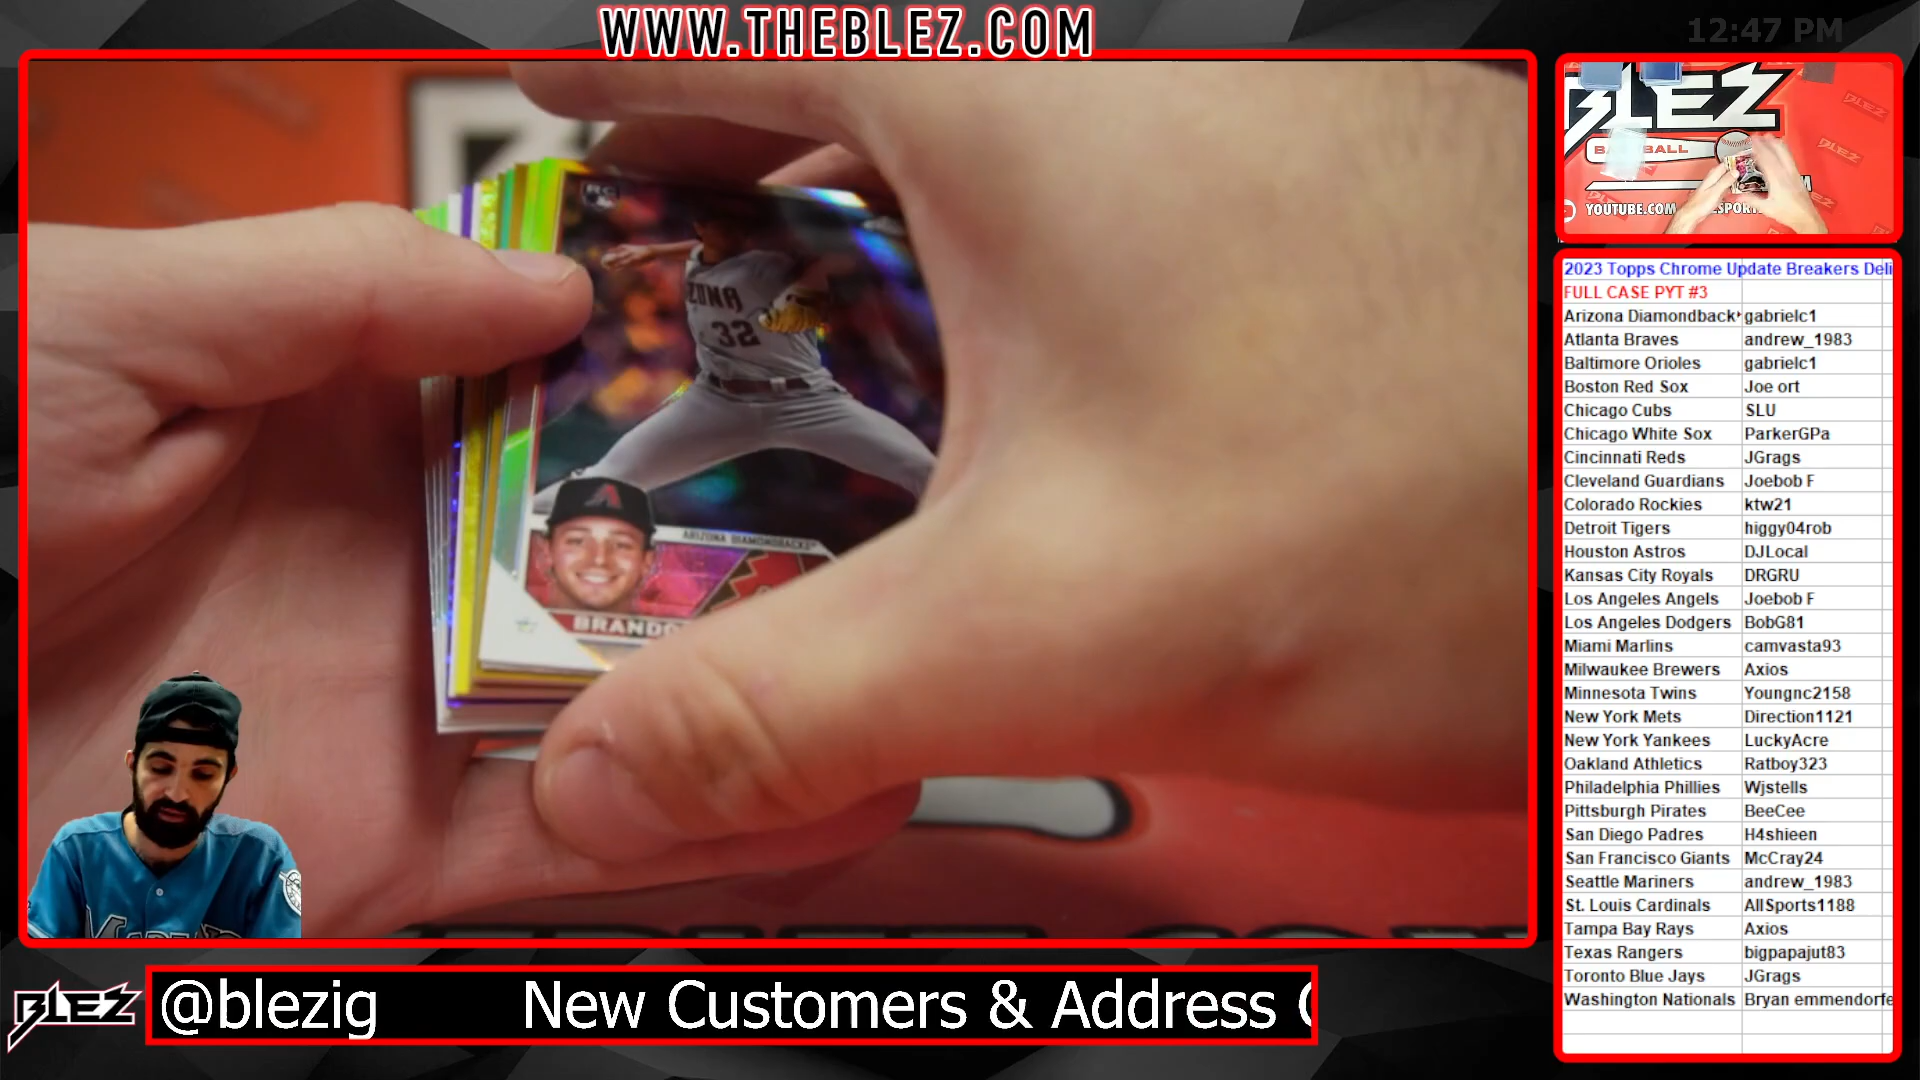 WWW.THEBLEZ.COM
12:47 PM
RC
ZONA
32
ARIZONA DIAMONDBACKS
BRANDO
BLEZ
BALL
BLEZ
BLEZ
YOUTUBE.COM
2023 Topps Chrome Update Breakers Deli
FULL CASE PYT #3
Arizona Diamondback gabrielc1
Atlanta Braves andrew_1983
Baltimore Orioles gabrielc1
Boston Red Sox Joe ort
Chicago Cubs SLU
Chicago White Sox ParkerGPa
Cincinnati Reds JGrags
Cleveland Guardians Joebob F
Colorado Rockies ktw21
Detroit Tigers higgy04rob
Houston Astros DJLocal
Kansas City Royals DRGRU
Los Angeles Angels Joebob F
Los Angeles Dodgers BobG81
Miami Marlins camvasta93
Milwaukee Brewers Axios
Minnesota Twins Youngnc2158
New York Mets Direction1121
New York Yankees LuckyAcre
Oakland Athletics Ratboy323
Philadelphia Phillies Wjstells
Pittsburgh Pirates BeeCee
San Diego Padres H4shieen
San Francisco Giants McCray24
Seattle Mariners andrew_1983
St. Louis Cardinals AllSports1188
Tampa Bay Rays Axios
Texas Rangers bigpapajut83
Toronto Blue Jays JGrags
Washington Nationals Bryan emmendorfe
BLEZ
@blezig New Customers & Address